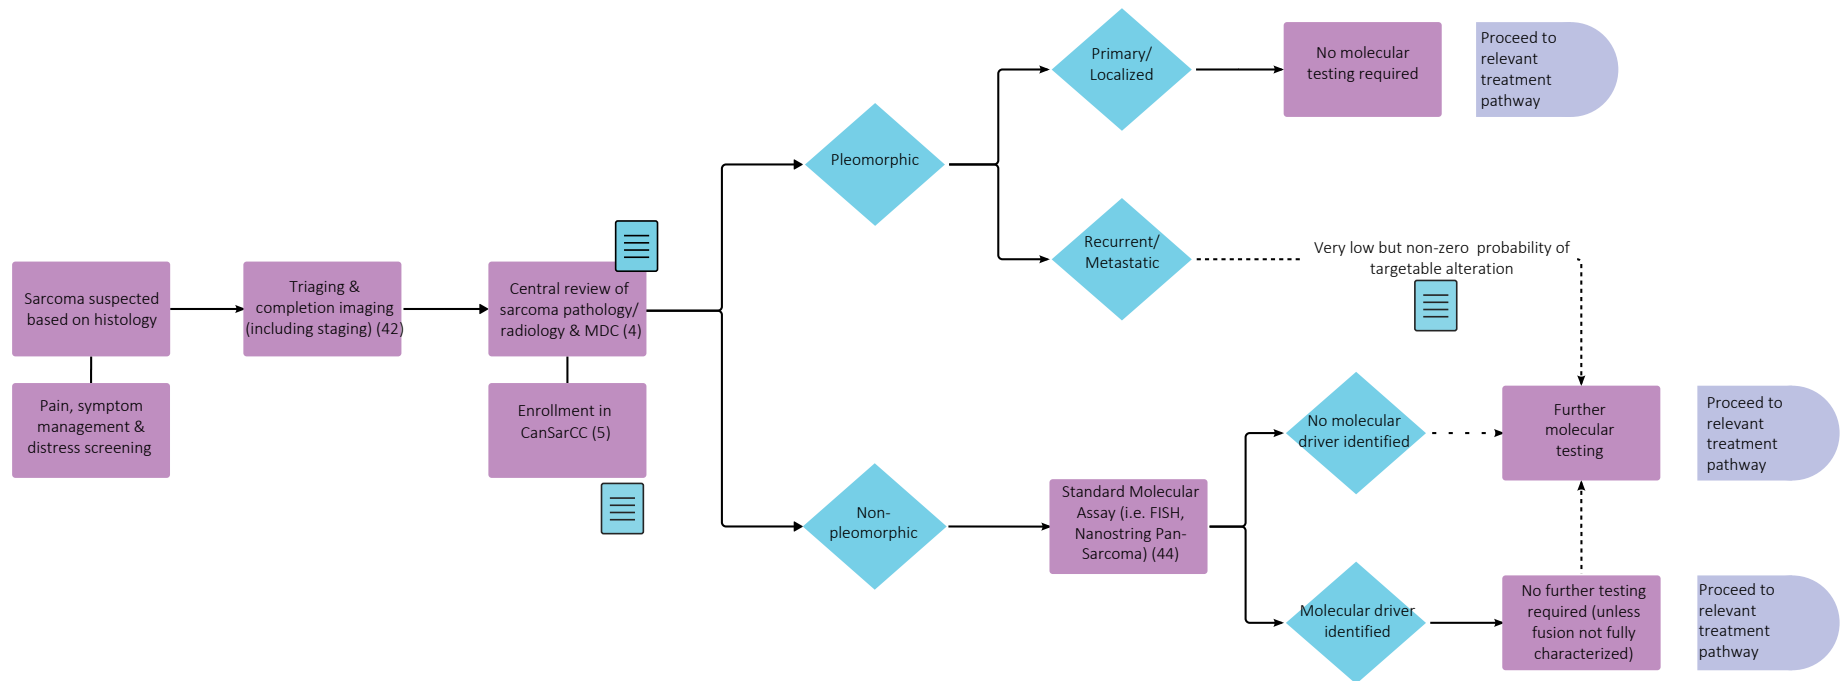 Sarcoma suspected
based on histology
Pain, symptom
management &
distress screening
Triaging &
completion imaging
(including staging) (42)
Central review of
sarcoma pathology/
radiology & MDC (4)
Enrollment in
CanSarCC (5)
Pleomorphic
Primary/
Localized
No molecular
testing required
Proceed to
relevant
treatment
pathway
Recurrent/
Metastatic
Very low but non-zero probability of
targetable alteration
Non-
pleomorphic
Standard Molecular
Assay (i.e. FISH,
Nanostring Pan-
Sarcoma) (44)
No molecular
driver identified
Further
molecular
testing
Proceed to
relevant
treatment
pathway
Molecular driver
identified
No further testing
required (unless
fusion not fully
characterized)
Proceed to
relevant
treatment
pathway